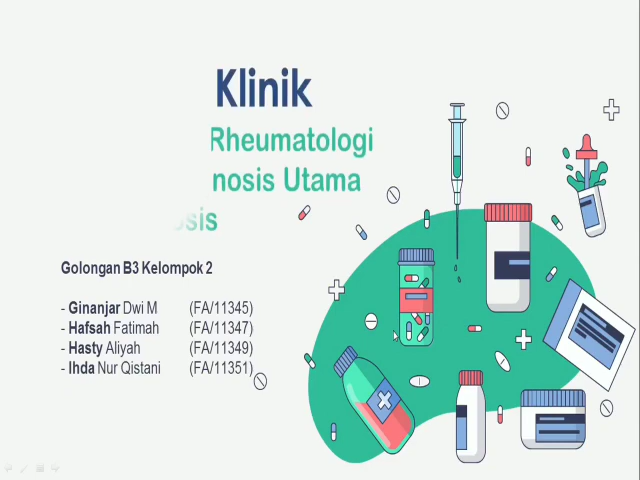 Klinik
Rheumatologi
nosis Utama
osis
Golongan B3 Kelompok 2
- Ginanjar Dwi M (FA/11345)
- Hafsah Fatimah (FA/11347)
- Hasty Aliyah (FA/11349)
- Ihda Nur Qistani (FA/11351)